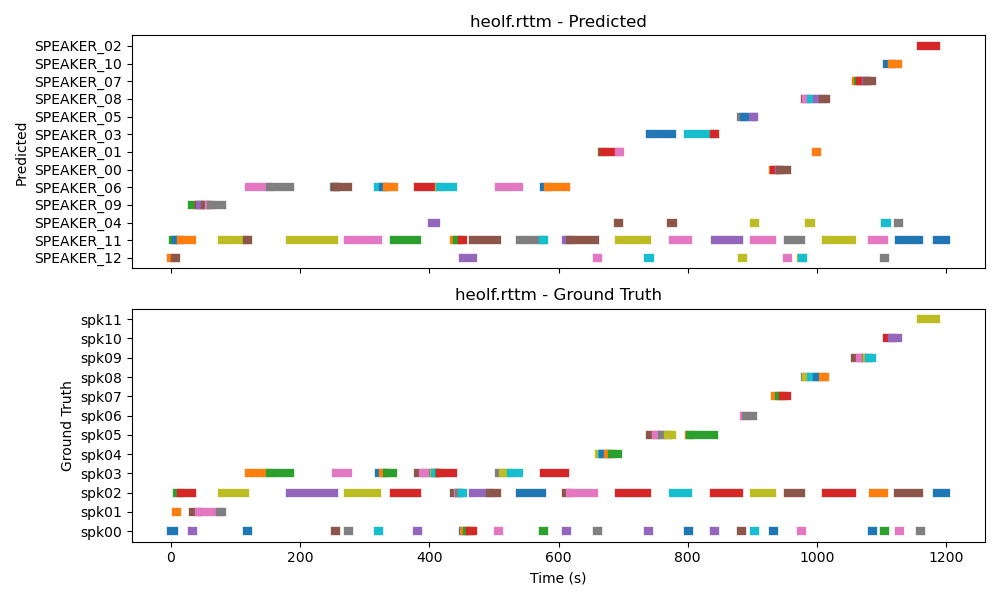 heolf.rttm - Predicted
Predicted
SPEAKER_02
SPEAKER_10
SPEAKER_07
SPEAKER_08
SPEAKER_05
SPEAKER_03
SPEAKER_01
SPEAKER_00
SPEAKER_06
SPEAKER_09
SPEAKER_04
SPEAKER_11
SPEAKER_12
heolf.rttm - Ground Truth
Ground Truth
spk11
spk10
spk09
spk08
spk07
spk06
spk05
spk04
spk03
spk02
spk01
spk00
0 200 400 600 800 1000 1200
Time (s)